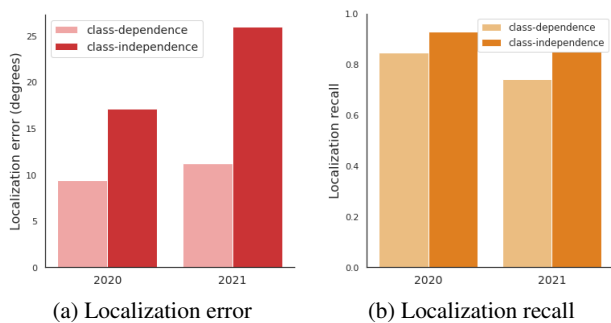 class-dependence
class-independence
Localization error (degrees)
25
20
15
10
5
0
2020
2021
(a) Localization error
class-dependence
class-independence
Localization recall
1.0
0.8
0.6
0.4
0.2
0.0
2020
2021
(b) Localization recall